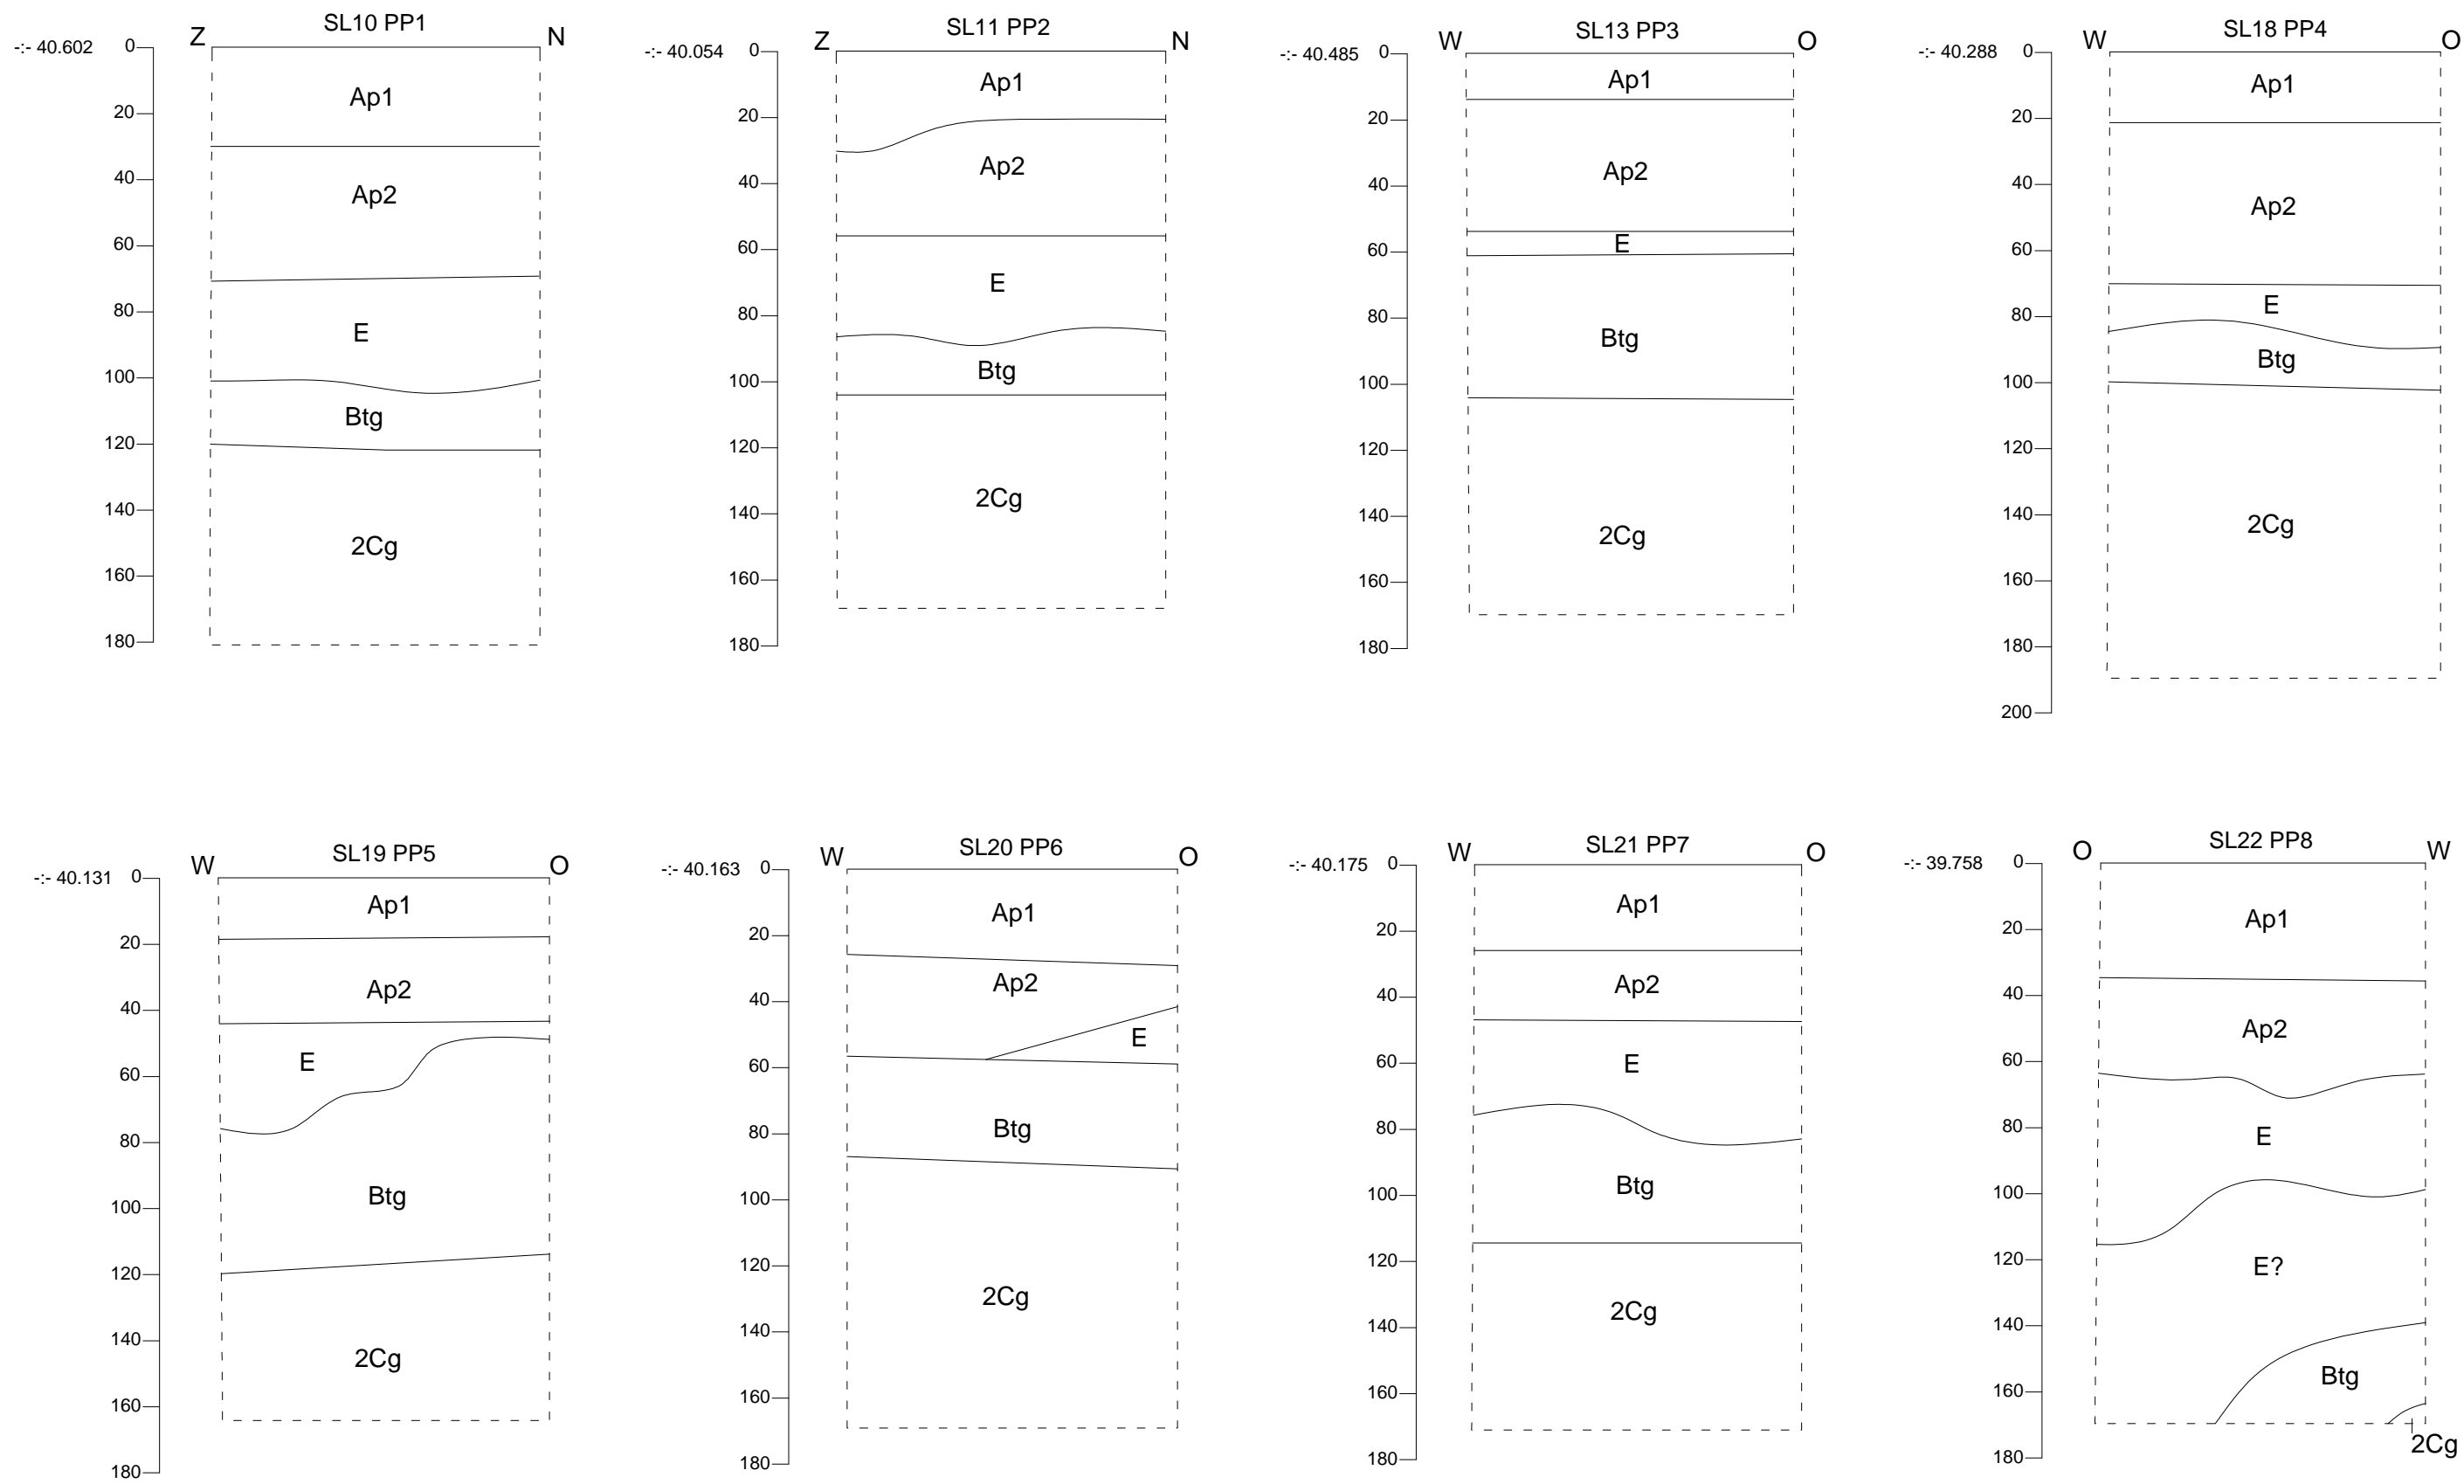 SL10 PP1
-:- 40.602
Z
N
0
20
40
60
80
100
120
140
160
180
Ap1
Ap2
E
Btg
2Cg
SL11 PP2
-:- 40.054
Z
N
0
20
40
60
80
100
120
140
160
180
Ap1
Ap2
E
Btg
2Cg
SL13 PP3
-:- 40.485
W
O
0
20
40
60
80
100
120
140
160
180
Ap1
Ap2
E
Btg
2Cg
SL18 PP4
-:- 40.288
W
O
0
20
40
60
80
100
120
140
160
180
200
Ap1
Ap2
E
Btg
2Cg
SL19 PP5
-:- 40.131
W
O
0
20
40
60
80
100
120
140
160
180
Ap1
Ap2
E
Btg
2Cg
SL20 PP6
-:- 40.163
W
O
0
20
40
60
80
100
120
140
160
180
Ap1
Ap2
E
Btg
2Cg
SL21 PP7
-:- 40.175
W
O
0
20
40
60
80
100
120
140
160
180
Ap1
Ap2
E
Btg
2Cg
SL22 PP8
-:- 39.758
O
W
0
20
40
60
80
100
120
140
160
180
Ap1
Ap2
E
E?
Btg
2Cg